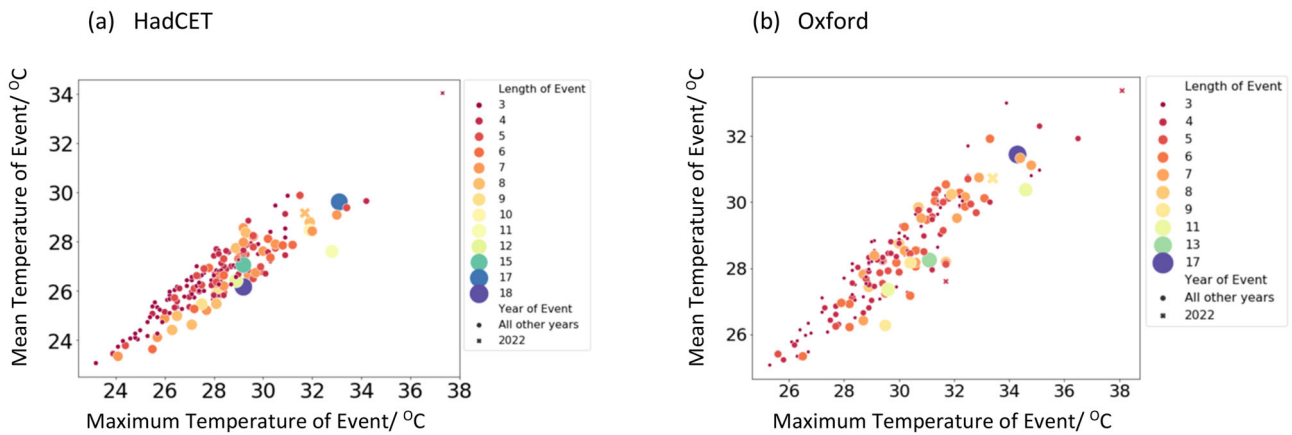 (a) HadCET
Mean Temperature of Event/ ᴼC
34
32
30
28
26
24
24 26 28 30 32 34 36 38
Maximum Temperature of Event/ ᴼC
Length of Event
3
4
5
6
7
8
9
10
11
12
15
17
18
Year of Event
All other years
2022
(b) Oxford
Mean Temperature of Event/ ᴼC
32
30
28
26
26 28 30 32 34 36 38
Maximum Temperature of Event/ ᴼC
Length of Event
3
4
5
6
7
8
9
11
13
17
Year of Event
All other years
2022